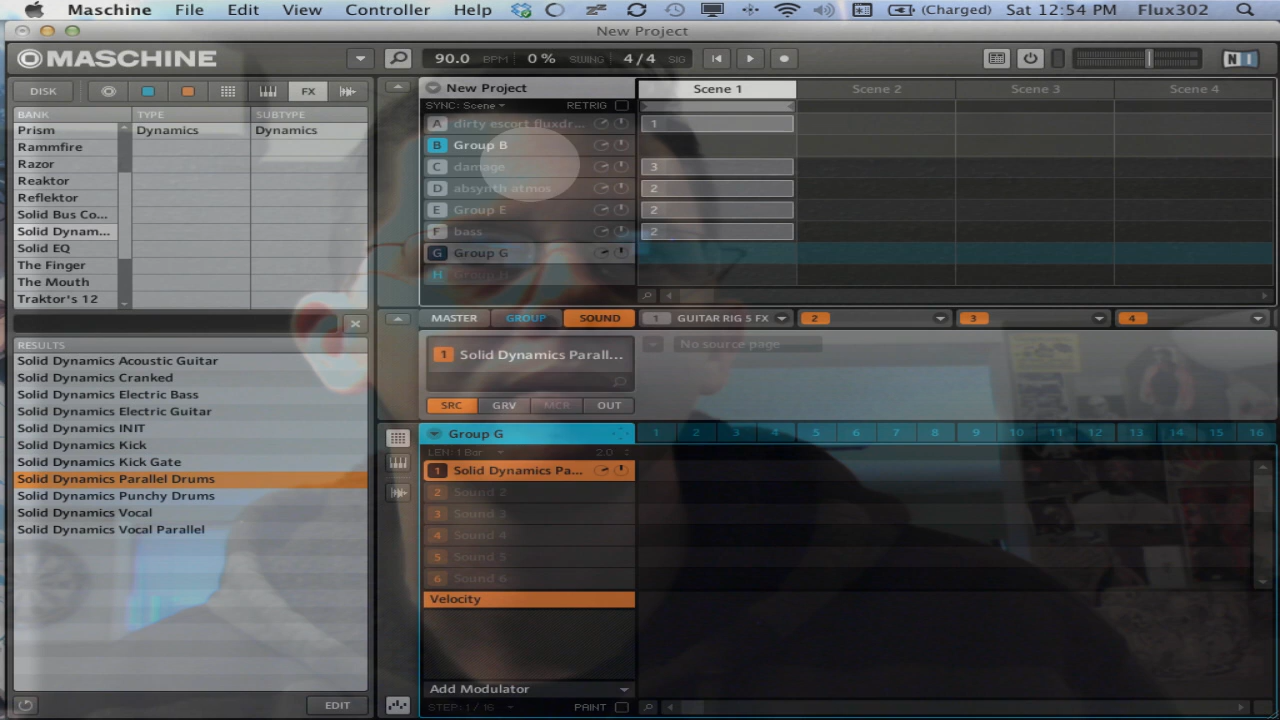 Maschine File Edit View Controller Help (Charged) Sat 12:54 PM Flux302
New Project
MASCHINE 90.0 BPM 0 % SWING 4/4 SIG
DISK FX New Project Scene 1 Scene 2 Scene 3 Scene 4
BANK TYPE SUBTYPE SYNC: Scene RETRIG
Prism Dynamics Dynamics A dirty escort fluxdr... 1
Rammfire B Group B
Razor C damage 3
Reaktor D absynth atmos 2
Reflektor E Group E 2
Solid Bus Co... F bass 2
Solid Dynam... G Group G
Solid EQ H Group H
The Finger
The Mouth
Traktor's 12
MASTER GROUP SOUND 1 GUITAR RIG 5 FX 2 3 4
RESULTS No source page
Solid Dynamics Acoustic Guitar 1 Solid Dynamics Parall...
Solid Dynamics Cranked
Solid Dynamics Electric Bass
Solid Dynamics Electric Guitar SRC GRV MCR OUT
Solid Dynamics INIT Group G 1 2 3 4 5 6 7 8 9 10 11 12 13 14 15 16
Solid Dynamics Kick LEN: 1 Bar 2.0
Solid Dynamics Kick Gate
Solid Dynamics Parallel Drums 1 Solid Dynamics Pa...
Solid Dynamics Punchy Drums 2 Sound 2
Solid Dynamics Vocal 3 Sound 3
Solid Dynamics Vocal Parallel 4 Sound 4
5 Sound 5
6 Sound 6
Velocity
Add Modulator
EDIT STEP: 1 / 16 PAINT